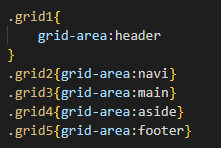 .grid1{
    grid-area:header
}
.grid2{grid-area:navi}
.grid3{grid-area:main}
.grid4{grid-area:aside}
.grid5{grid-area:footer}